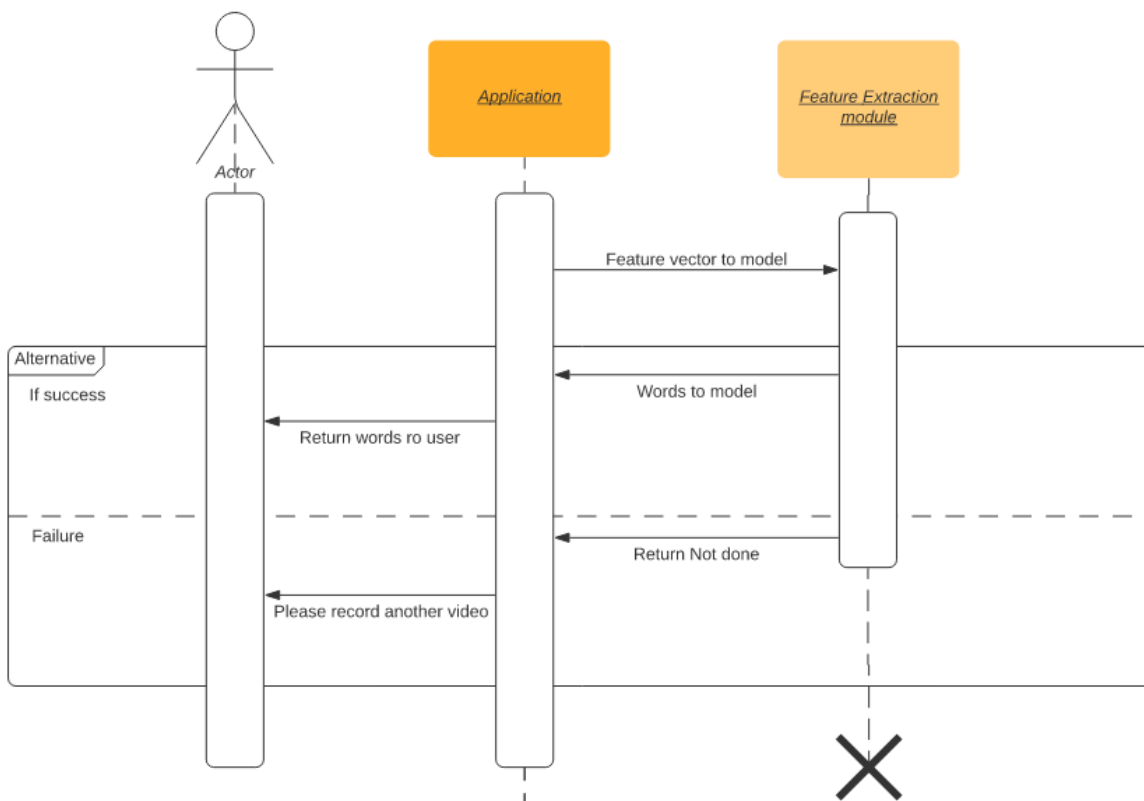 Application
Feature Extraction
module
Actor
Feature vector to model
Alternative
If success
Words to model
Return words ro user
Failure
Return Not done
Please record another video